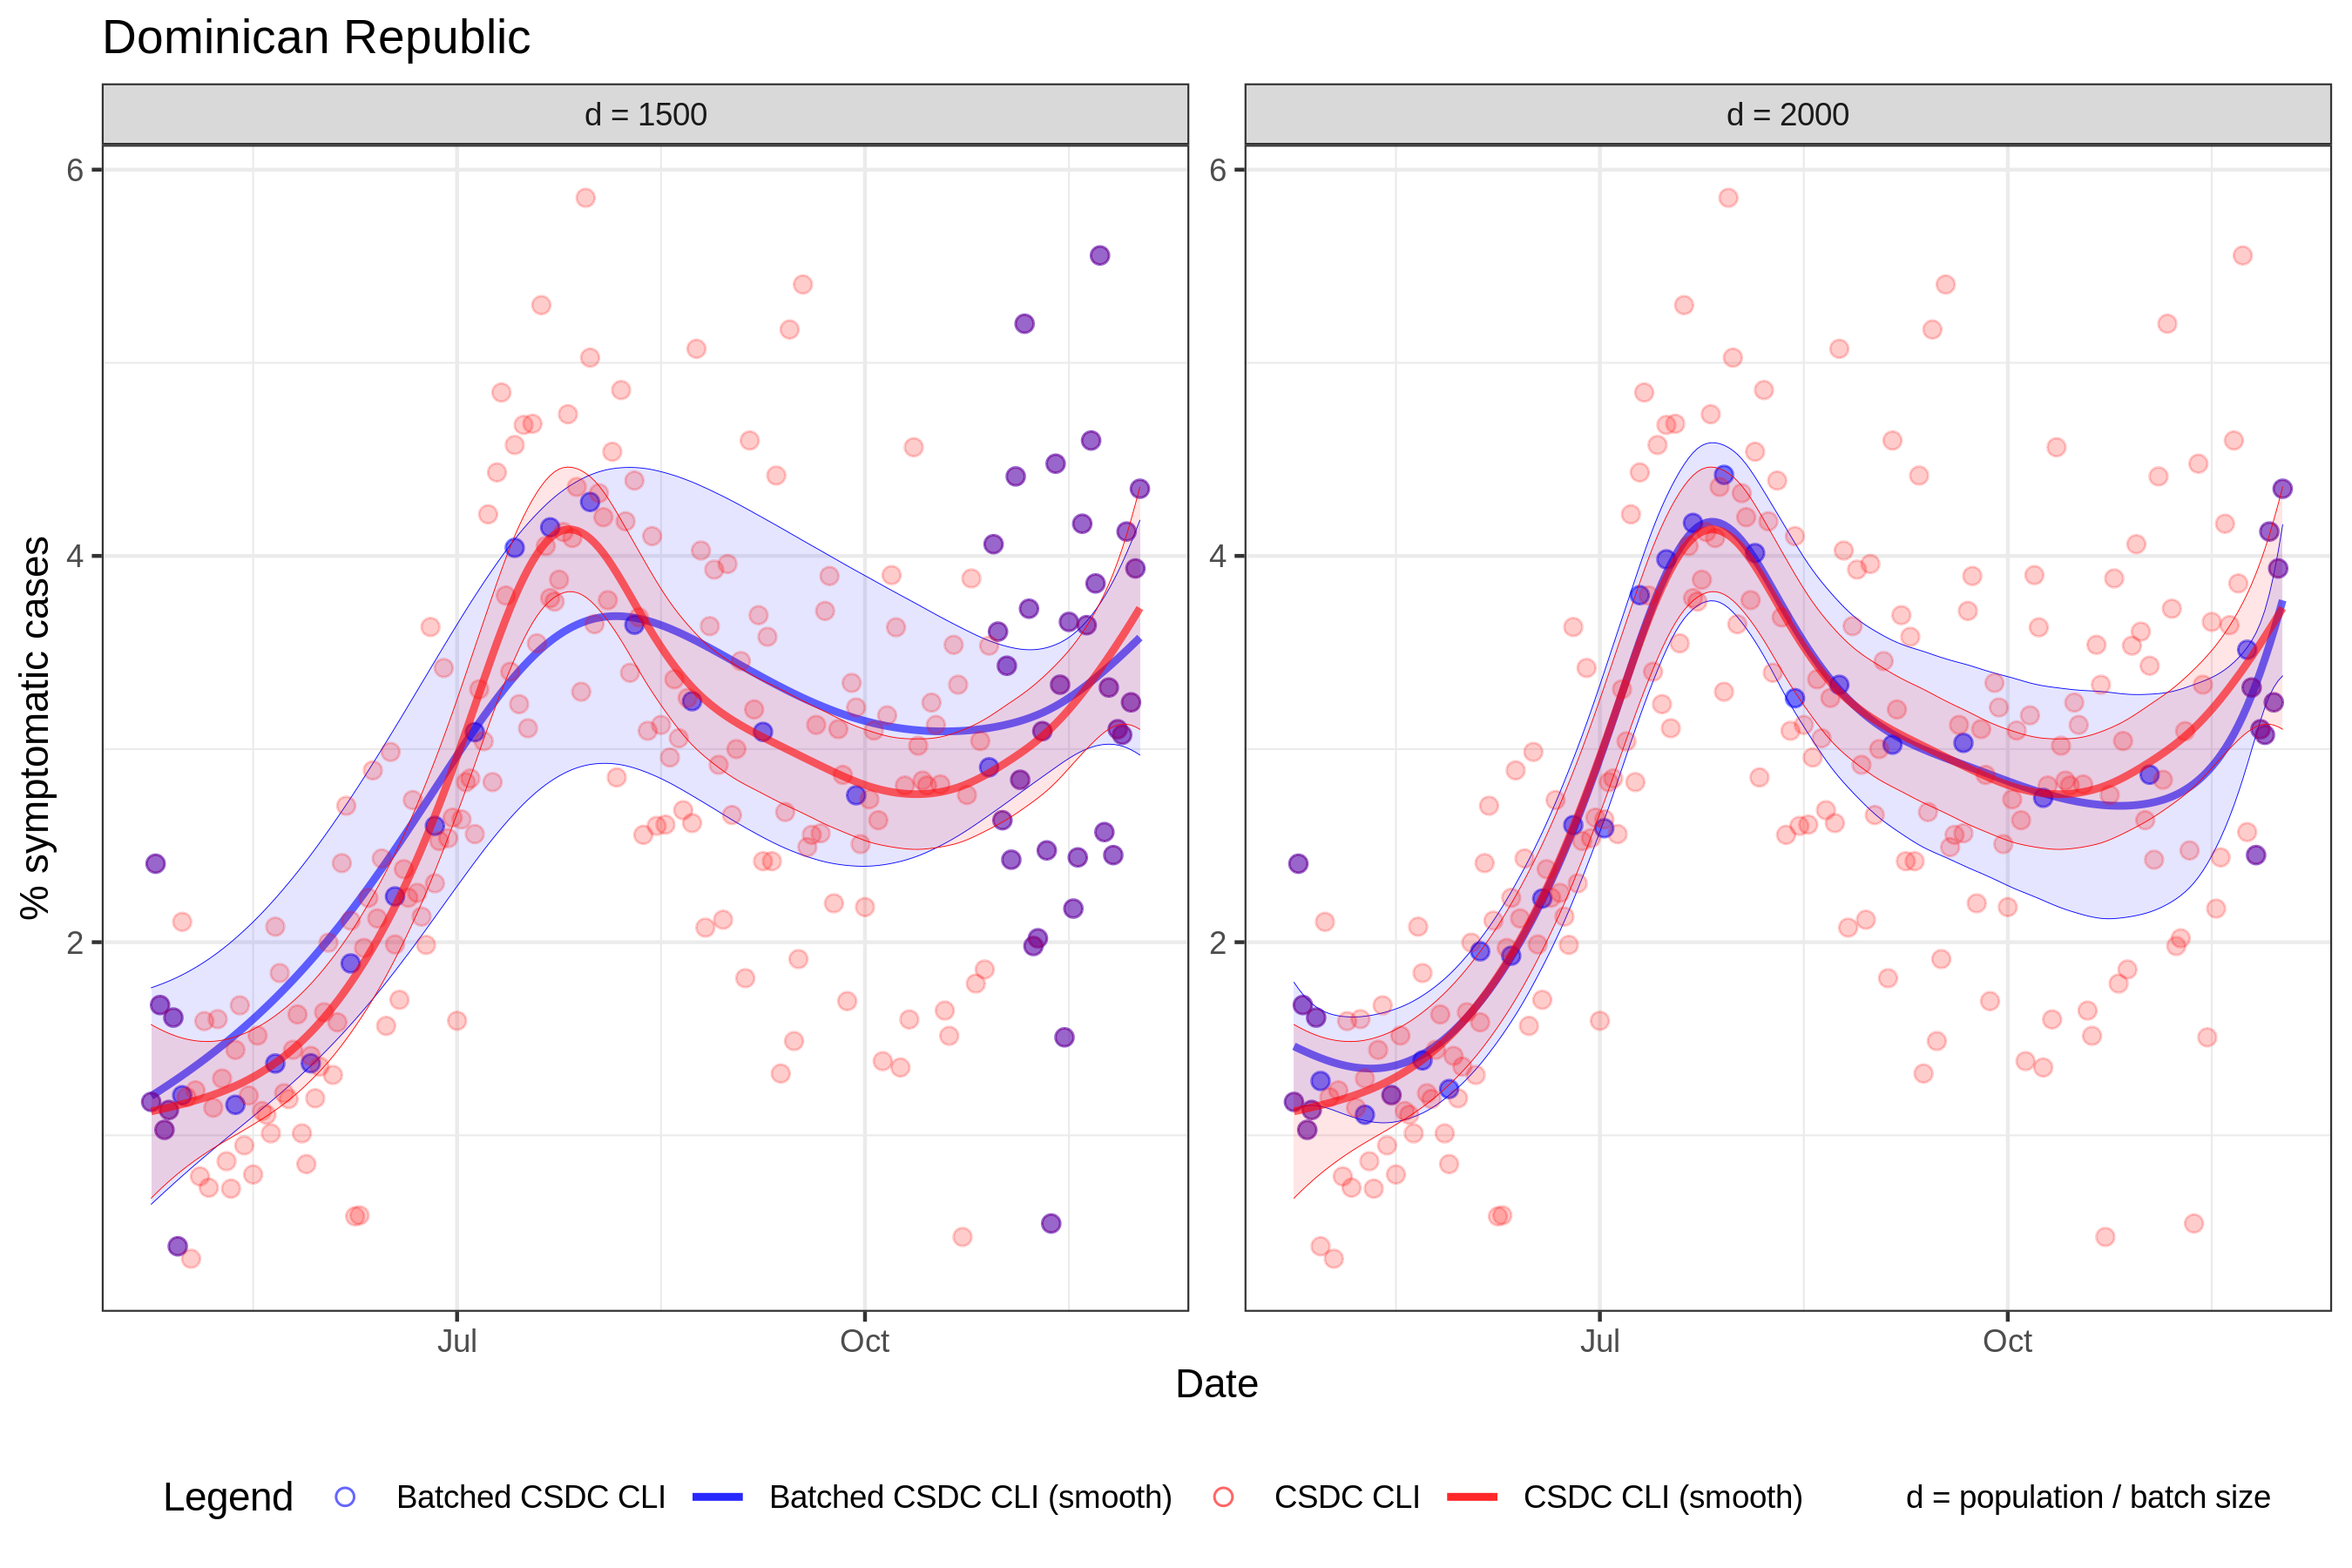 Dominican Republic
d = 1500
d = 2000
% symptomatic cases
6
4
2
6
4
2
Jul
Oct
Jul
Oct
Date
Legend Batched CSDC CLI Batched CSDC CLI (smooth) CSDC CLI CSDC CLI (smooth) d = population / batch size